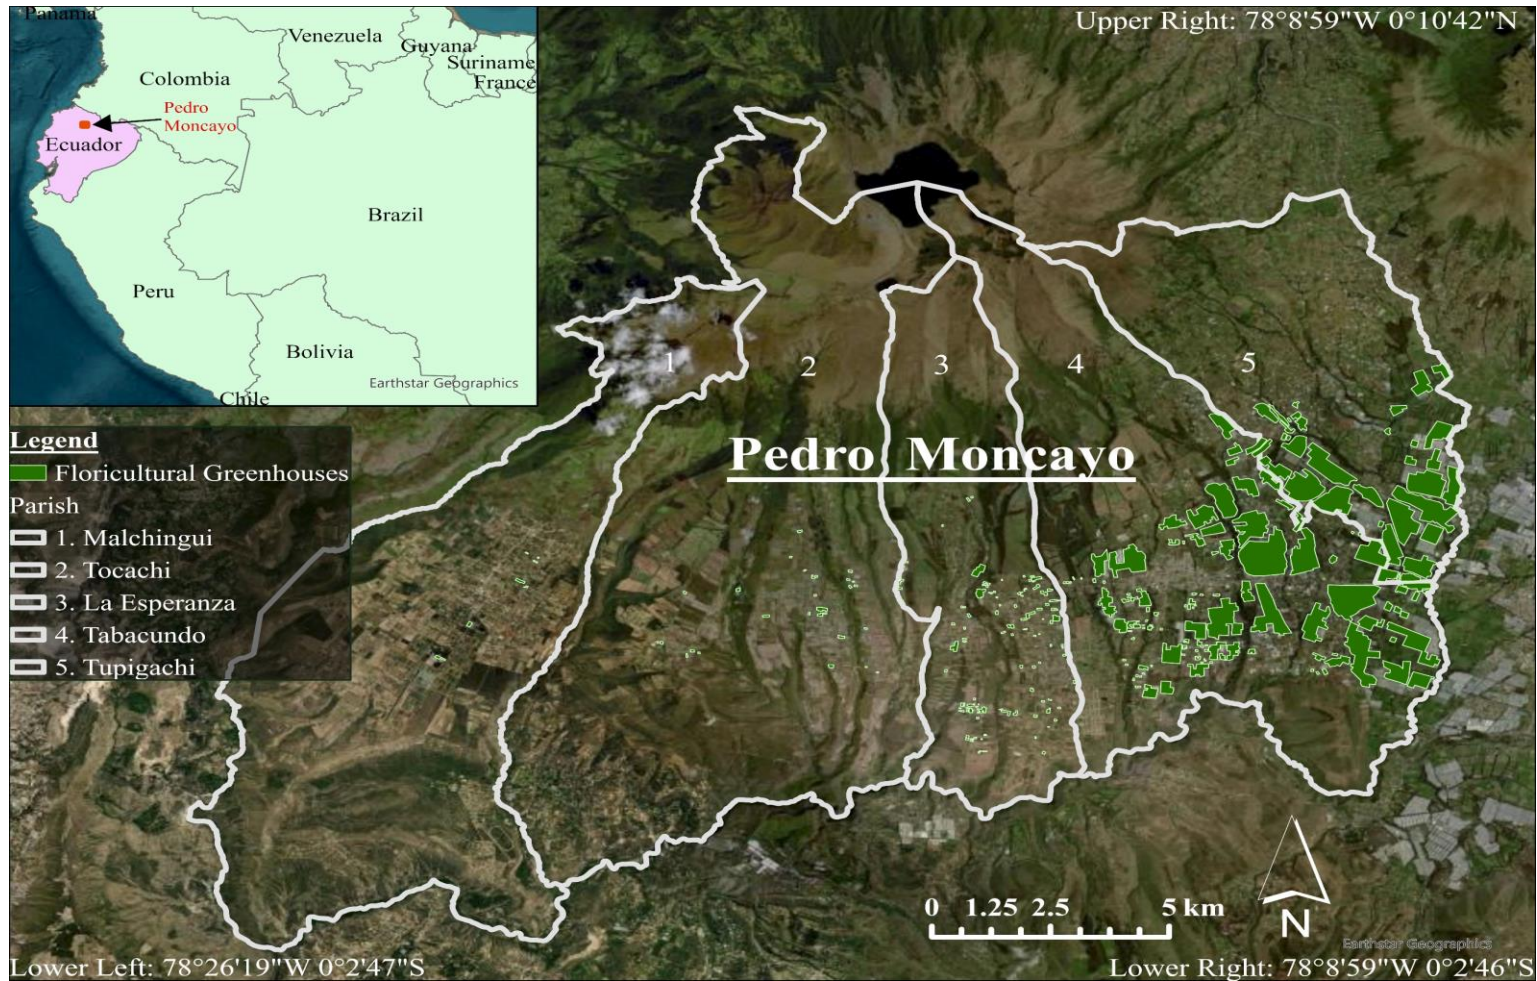 Panama
Venezuela
Guyana
Suriname
France
Colombia
Pedro
Moncayo
Ecuador
Brazil
Peru
Bolivia
Earthstar Geographics
Chile
Upper Right: 78°8'59"W 0°10'42"N
1
2
3
4
5
Pedro Moncayo
Legend
Floricultural Greenhouses
Parish
1. Malchingui
2. Tocachi
3. La Esperanza
4. Tabacundo
5. Tupigachi
0 1.25 2.5 5 km
N
Earthstar Geographics
Lower Left: 78°26'19"W 0°2'47"S
Lower Right: 78°8'59"W 0°2'46"S